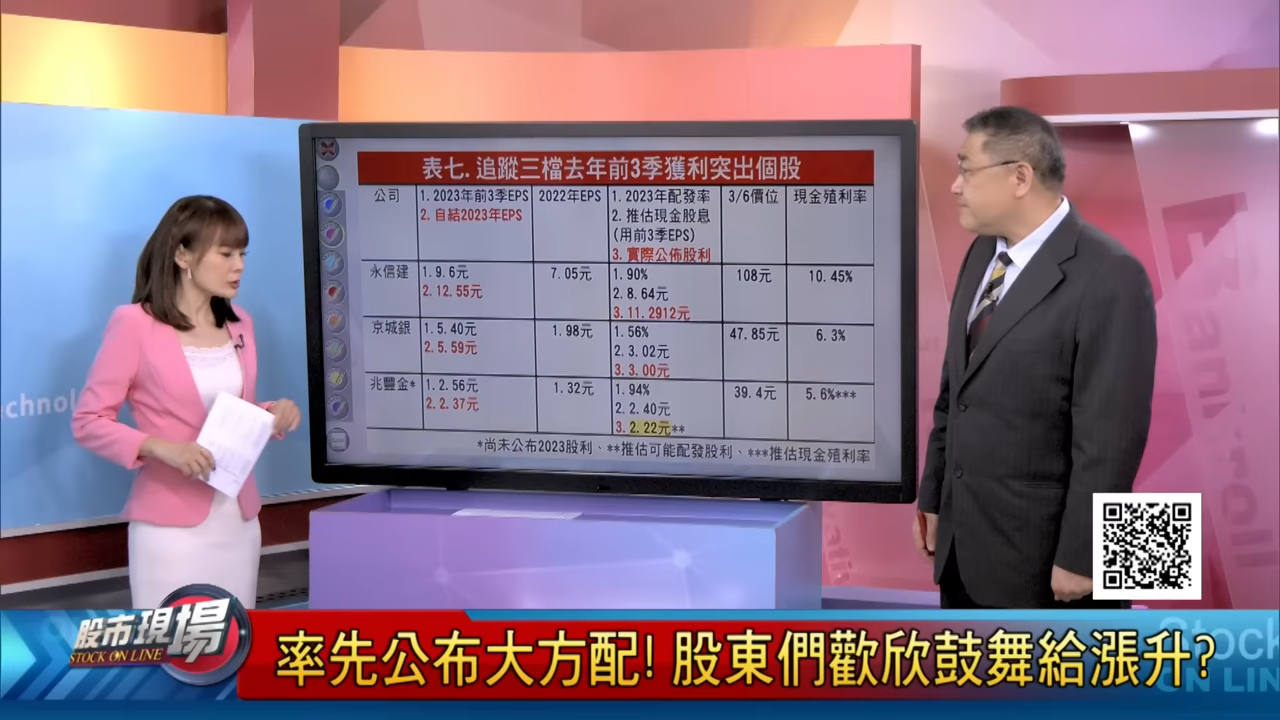 表七.追蹤三檔去年前3季獲利突出個股
公司
1. 2023年前3季EPS
2. 自結2023年EPS
2022年EPS
1. 2023年配發率
2. 推估現金股息
(用前3季EPS)
3. 實際公佈股利
3/6價位
現金殖利率
永信建
1. 9.6元
2. 12.55元
7.05元
1. 90%
2. 8.64元
3. 11.2912元
108元
10.45%
京城銀
1. 5.40元
2. 5.59元
1.98元
1. 56%
2. 3.02元
3. 3.00元
47.85元
6.3%
兆豐金*
1. 2.56元
2. 2.37元
1.32元
1. 94%
2. 2.40元
3. 2.22元**
39.4元
5.6%***
*尚未公布2023股利、**推估可能配發股利、***推估現金殖利率
echnol
股市現場
STOCK ON LINE
率先公布大方配! 股東們歡欣鼓舞給漲升?
Stock
ON LIN